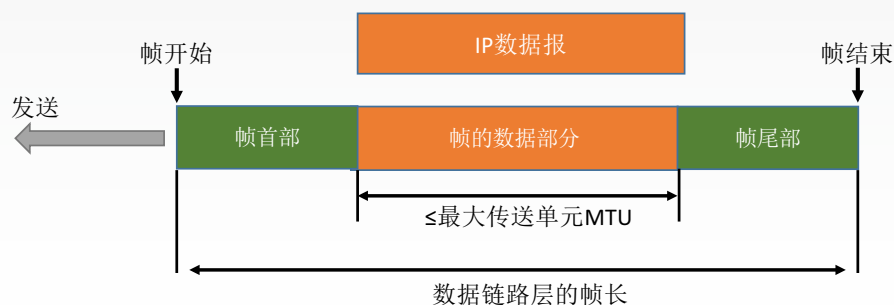 IP数据报
帧开始
帧结束
发送
帧首部
帧的数据部分
帧尾部
≤最大传送单元MTU
数据链路层的帧长